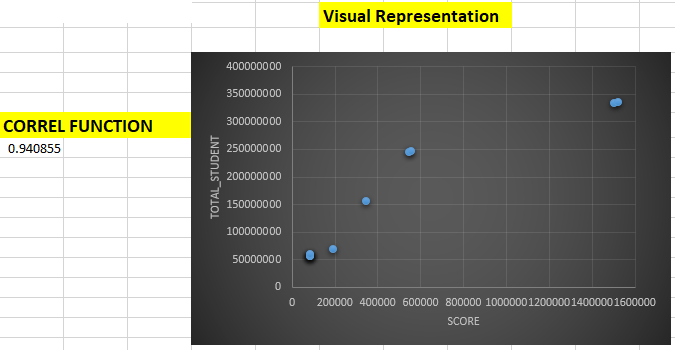 Visual Representation
CORREL FUNCTION
0.940855
TOTAL_STUDENT
400000000
350000000
300000000
250000000
200000000
150000000
100000000
50000000
0
0 200000 400000 600000 800000 1000000 1200000 1400000 1600000
SCORE